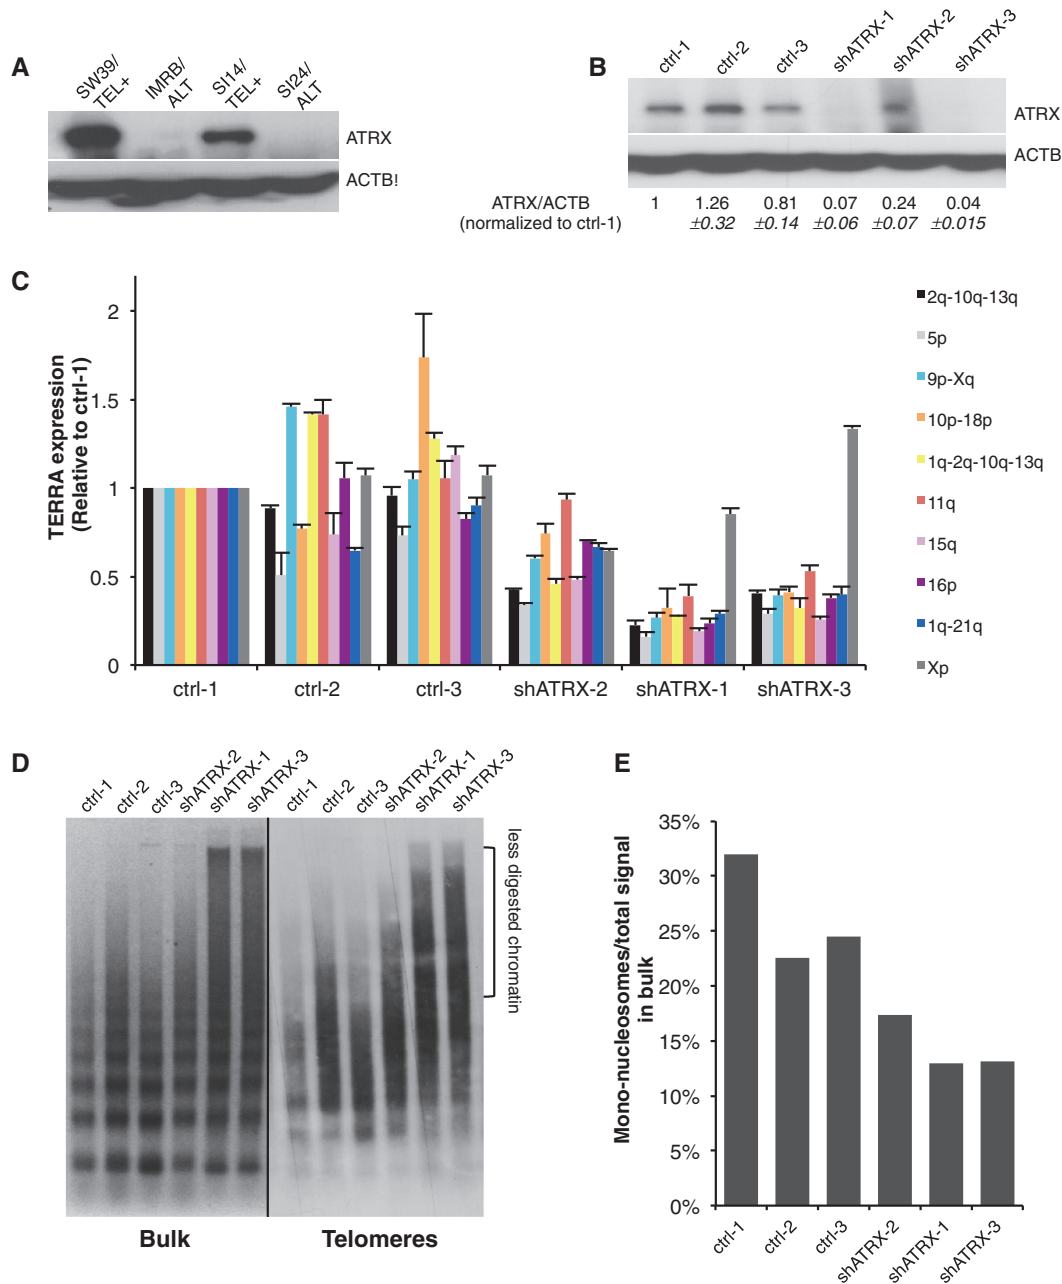 A
SW39/
TEL+
IMRB/
ALT
SI14/
TEL+
SI24/
ALT
ATRX
ACTB!
B
ctrl-1
ctrl-2
ctrl-3
shATRX-1
shATRX-2
shATRX-3
ATRX
ACTB
ATRX/ACTB
(normalized to ctrl-1)
1
1.26
±0.32
0.81
±0.14
0.07
±0.06
0.24
±0.07
0.04
±0.015
C
TERRA expression
(Relative to ctrl-1)
2
1.5
1
0.5
0
ctrl-1
ctrl-2
ctrl-3
shATRX-2
shATRX-1
shATRX-3
2q-10q-13q
5p
9p-Xq
10p-18p
1q-2q-10q-13q
11q
15q
16p
1q-21q
Xp
D
ctrl-1
ctrl-2
ctrl-3
shATRX-2
shATRX-1
shATRX-3
ctrl-1
ctrl-2
ctrl-3
shATRX-2
shATRX-1
shATRX-3
less digested chromatin
Bulk
Telomeres
E
Mono-nucleosomes/total signal
in bulk
35%
30%
25%
20%
15%
10%
5%
0%
ctrl-1
ctrl-2
ctrl-3
shATRX-2
shATRX-1
shATRX-3